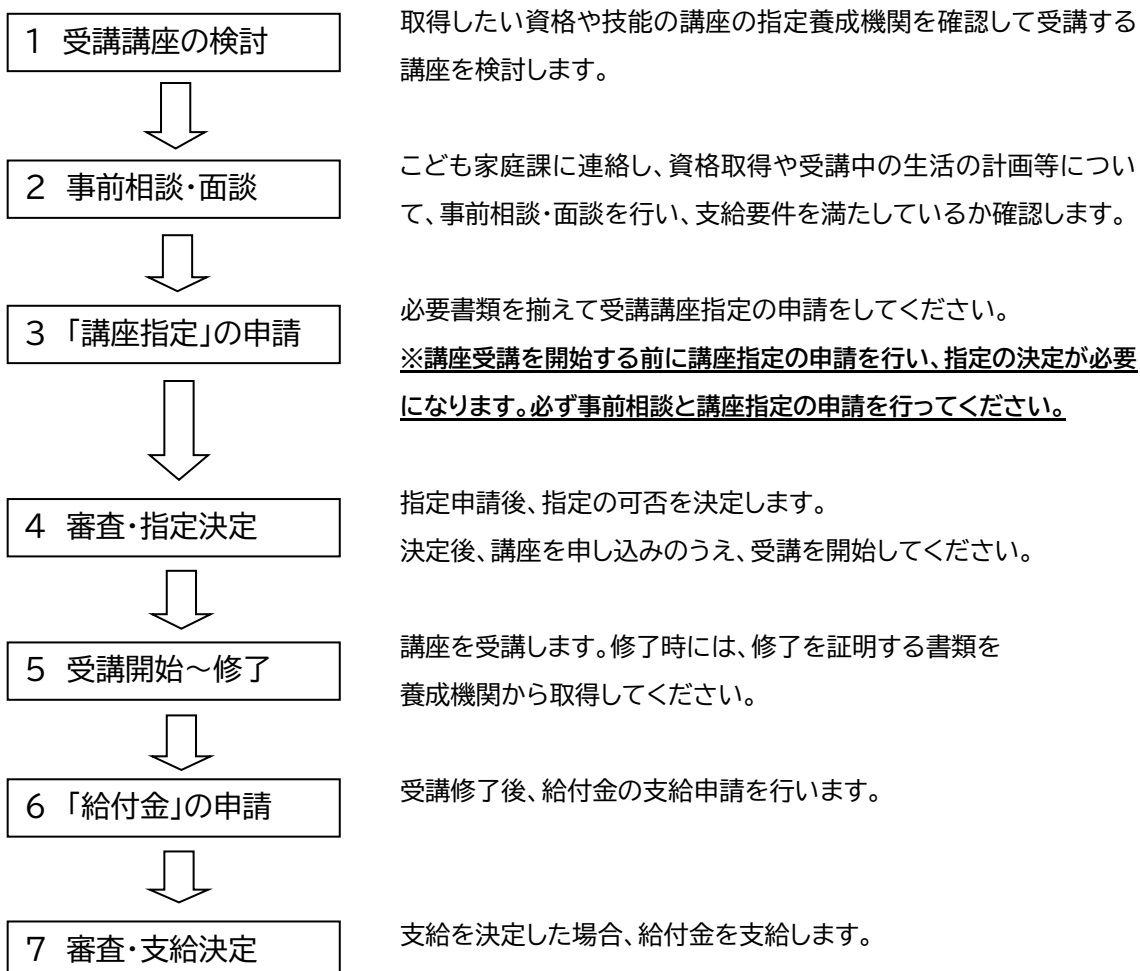 1 受講講座の検討
取得したい資格や技能の講座の指定養成機関を確認して受講する
講座を検討します。
2 事前相談・面談
こども家庭課に連絡し、資格取得や受講中の生活の計画等につい
て、事前相談・面談を行い、支給要件を満たしているか確認します。
3 「講座指定」の申請
必要書類を揃えて受講講座指定の申請をしてください。
※講座受講を開始する前に講座指定の申請を行い、指定の決定が必要
になります。必ず事前相談と講座指定の申請を行ってください。
4 審査・指定決定
指定申請後、指定の可否を決定します。
決定後、講座を申し込みのうえ、受講を開始してください。
5 受講開始～修了
講座を受講します。修了時には、修了を証明する書類を
養成機関から取得してください。
6 「給付金」の申請
受講修了後、給付金の支給申請を行います。
7 審査・支給決定
支給を決定した場合、給付金を支給します。